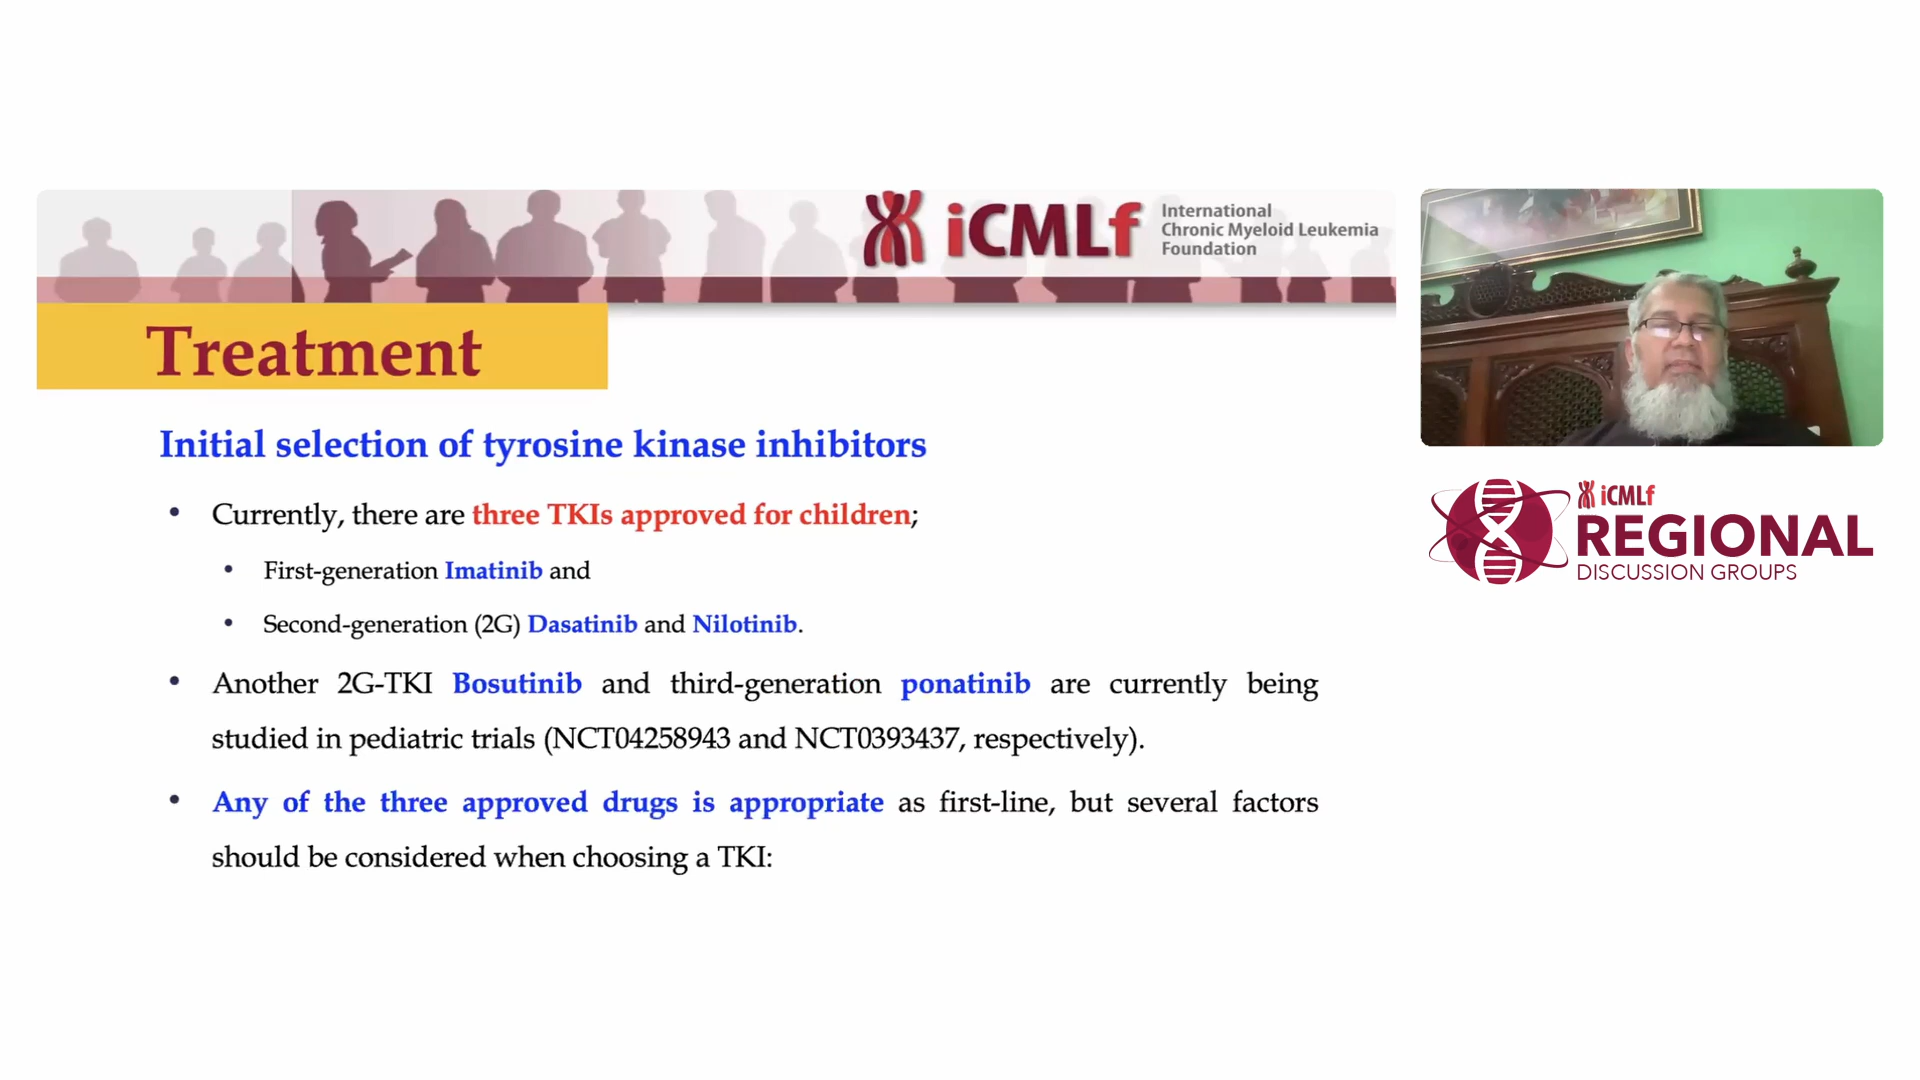 iCMLf
International
Chronic Myeloid Leukemia
Foundation
Treatment
Initial selection of tyrosine kinase inhibitors
• Currently, there are three TKIs approved for children;
• First-generation Imatinib and
• Second-generation (2G) Dasatinib and Nilotinib.
• Another 2G-TKI Bosutinib and third-generation ponatinib are currently being
studied in pediatric trials (NCT04258943 and NCT0393437, respectively).
• Any of the three approved drugs is appropriate as first-line, but several factors
should be considered when choosing a TKI:
iCMLf
REGIONAL
DISCUSSION GROUPS